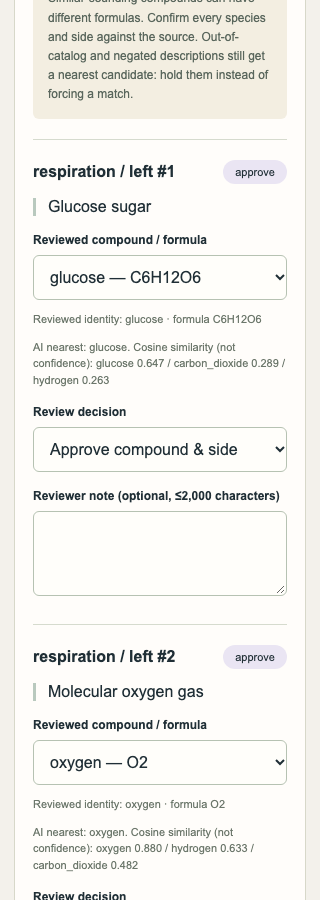 different formulas. Confirm every species
and side against the source. Out-of-
catalog and negated descriptions still get
a nearest candidate: hold them instead of
forcing a match.
respiration / left #1
approve
Glucose sugar
Reviewed compound / formula
glucose — C6H12O6
Reviewed identity: glucose · formula C6H12O6
AI nearest: glucose. Cosine similarity (not
confidence): glucose 0.647 / carbon_dioxide 0.289 /
hydrogen 0.263
Review decision
Approve compound & side
Reviewer note (optional, ≤2,000 characters)
respiration / left #2
approve
Molecular oxygen gas
Reviewed compound / formula
oxygen — O2
Reviewed identity: oxygen · formula O2
AI nearest: oxygen. Cosine similarity (not
confidence): oxygen 0.880 / hydrogen 0.633 /
carbon_dioxide 0.482
Review decision